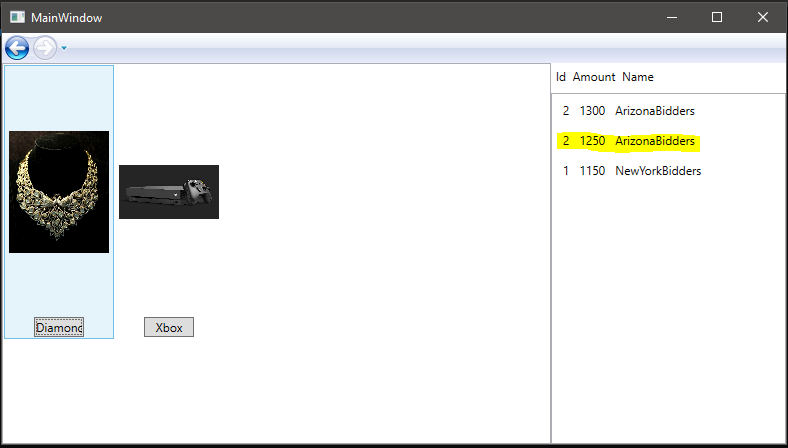 MainWindow
Id Amount Name
2 1300 ArizonaBidders
2 1250 ArizonaBidders
1 1150 NewYorkBidders
Diamond
Xbox